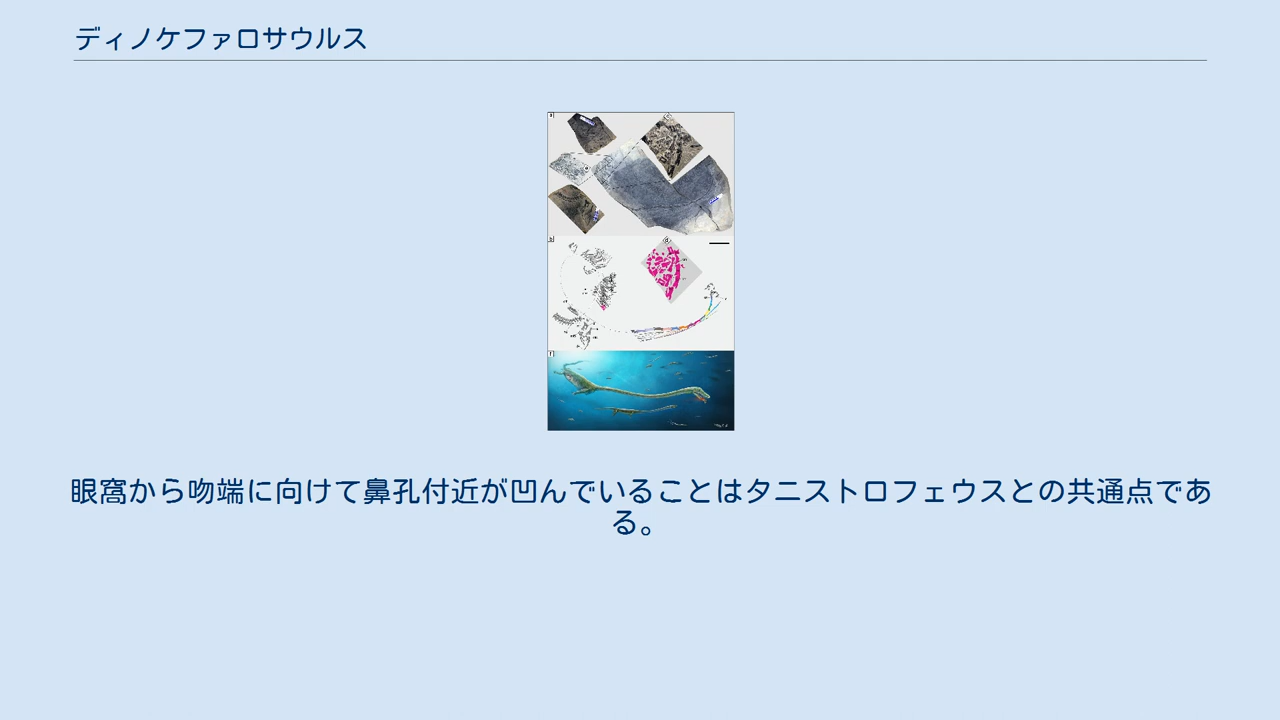 ディノケファロサウルス
眼窩から吻端に向けて鼻孔付近が凹んでいることはタニストロフェウスとの共通点であ
る。